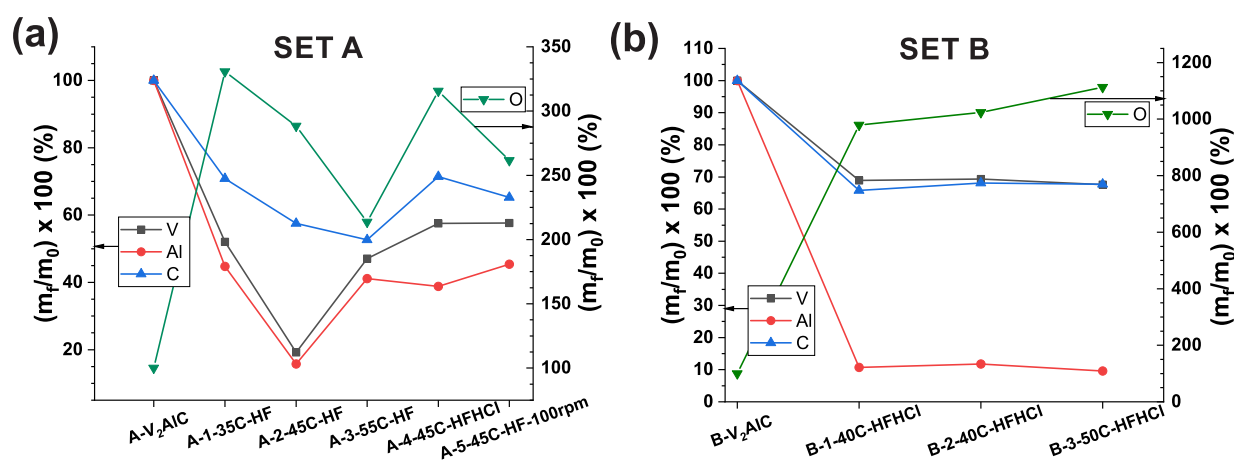 (a)
SET A
(m_f/m_0) x 100 (%)
100
80
60
40
20
V
Al
C
O
350
300
250
200
150
100
(m_f/m_0) x 100 (%)
A-V₂AlC
A-1-35C-HF
A-2-45C-HF
A-3-55C-HF
A-4-45C-HFHCl
A-5-45C-HF-100rpm
(b)
SET B
(m_f/m_0) x 100 (%)
110
100
90
80
70
60
50
40
30
20
10
0
V
Al
C
O
1200
1000
800
600
400
200
0
(m_f/m_0) x 100 (%)
B-V₂AlC
B-1-40C-HFHCl
B-2-40C-HFHCl
B-3-50C-HFHCl